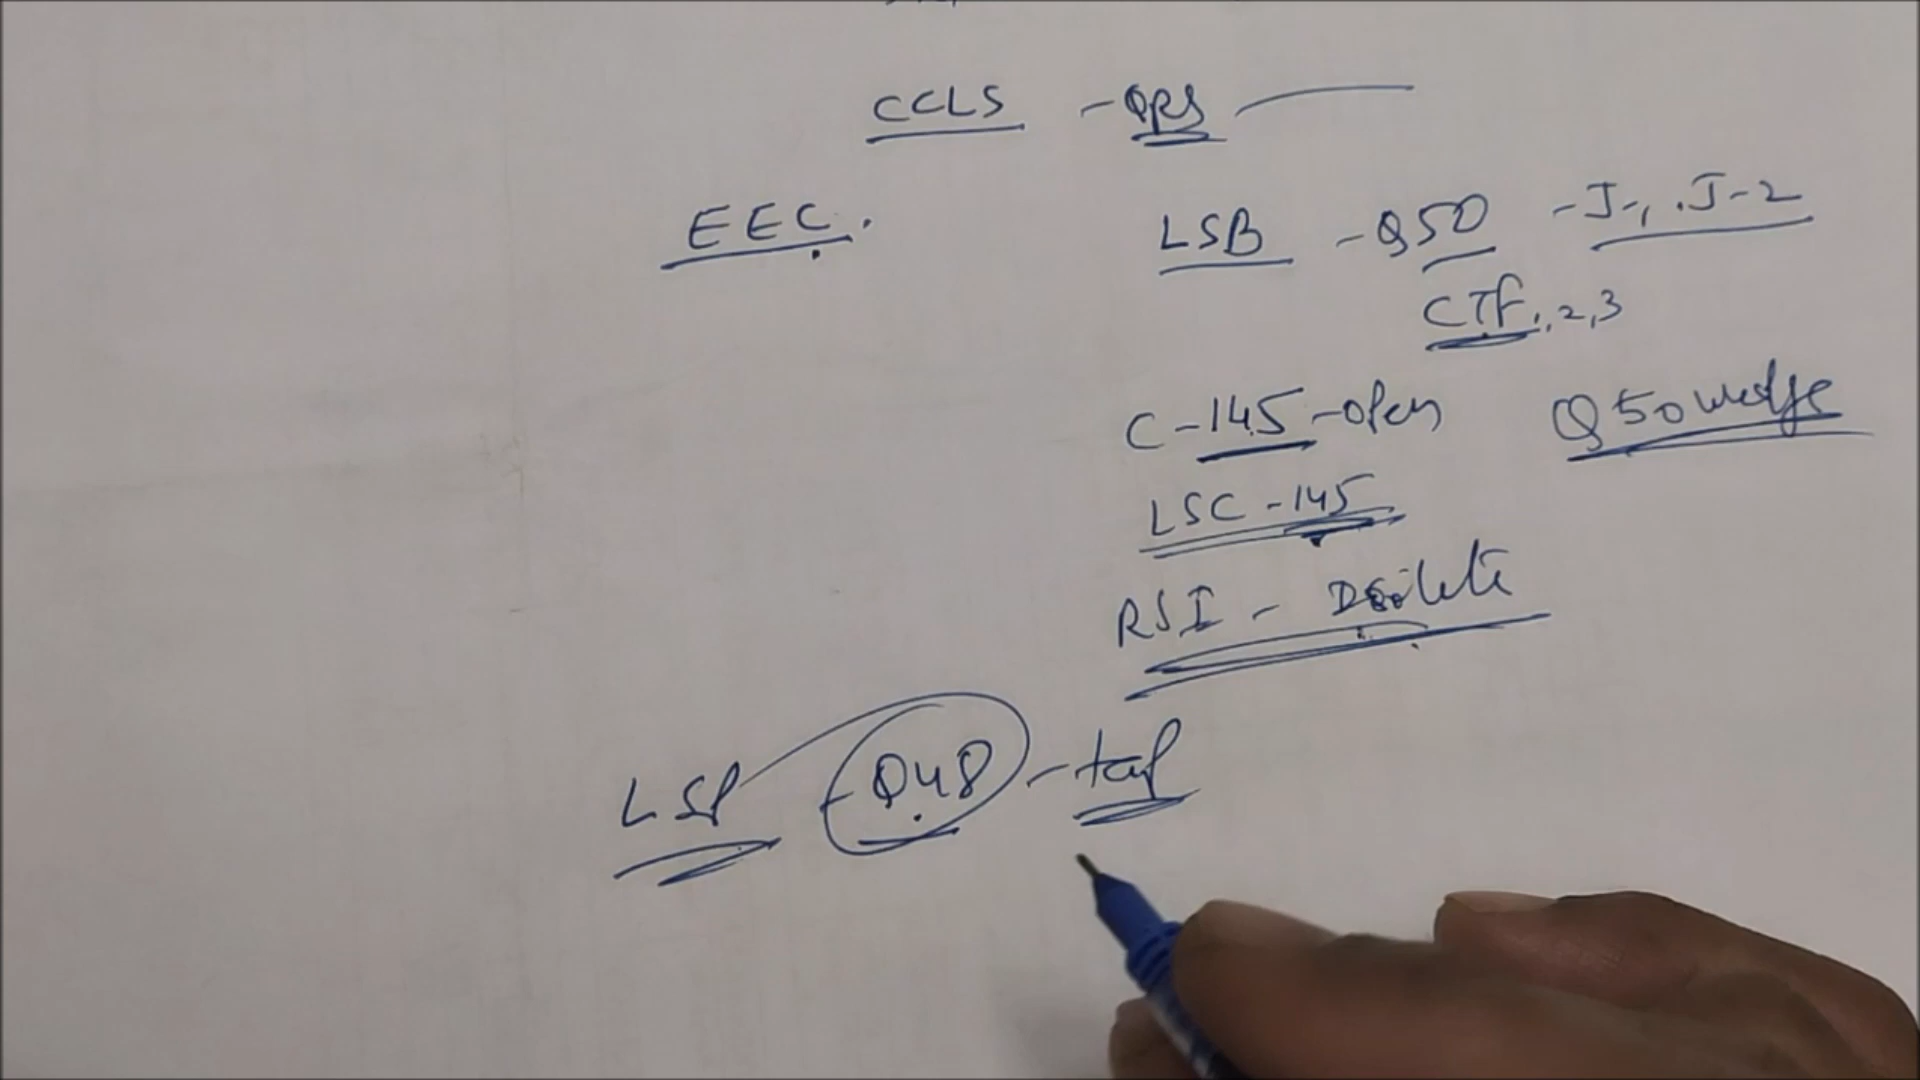 CCLS - OPS
EEC.
LSB - Q50 - J-1, J-2
CTF 1, 2, 3
C-145-open Q50 wedge
LSC-145
RSI -
LSP - Q48 - tap